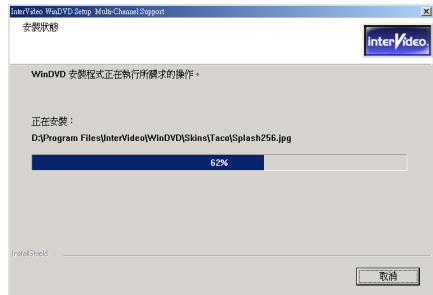 InterVideo WinDVD Setup Multi-Channel Support
安裝狀態
InterVideo.
WinDVD 安裝程式正在執行所需求的操作。
正在安裝：
D:\Program Files\InterVideo\WinDVD\Skins\Taco\Splash256.jpg
62%
InstallShield
取消